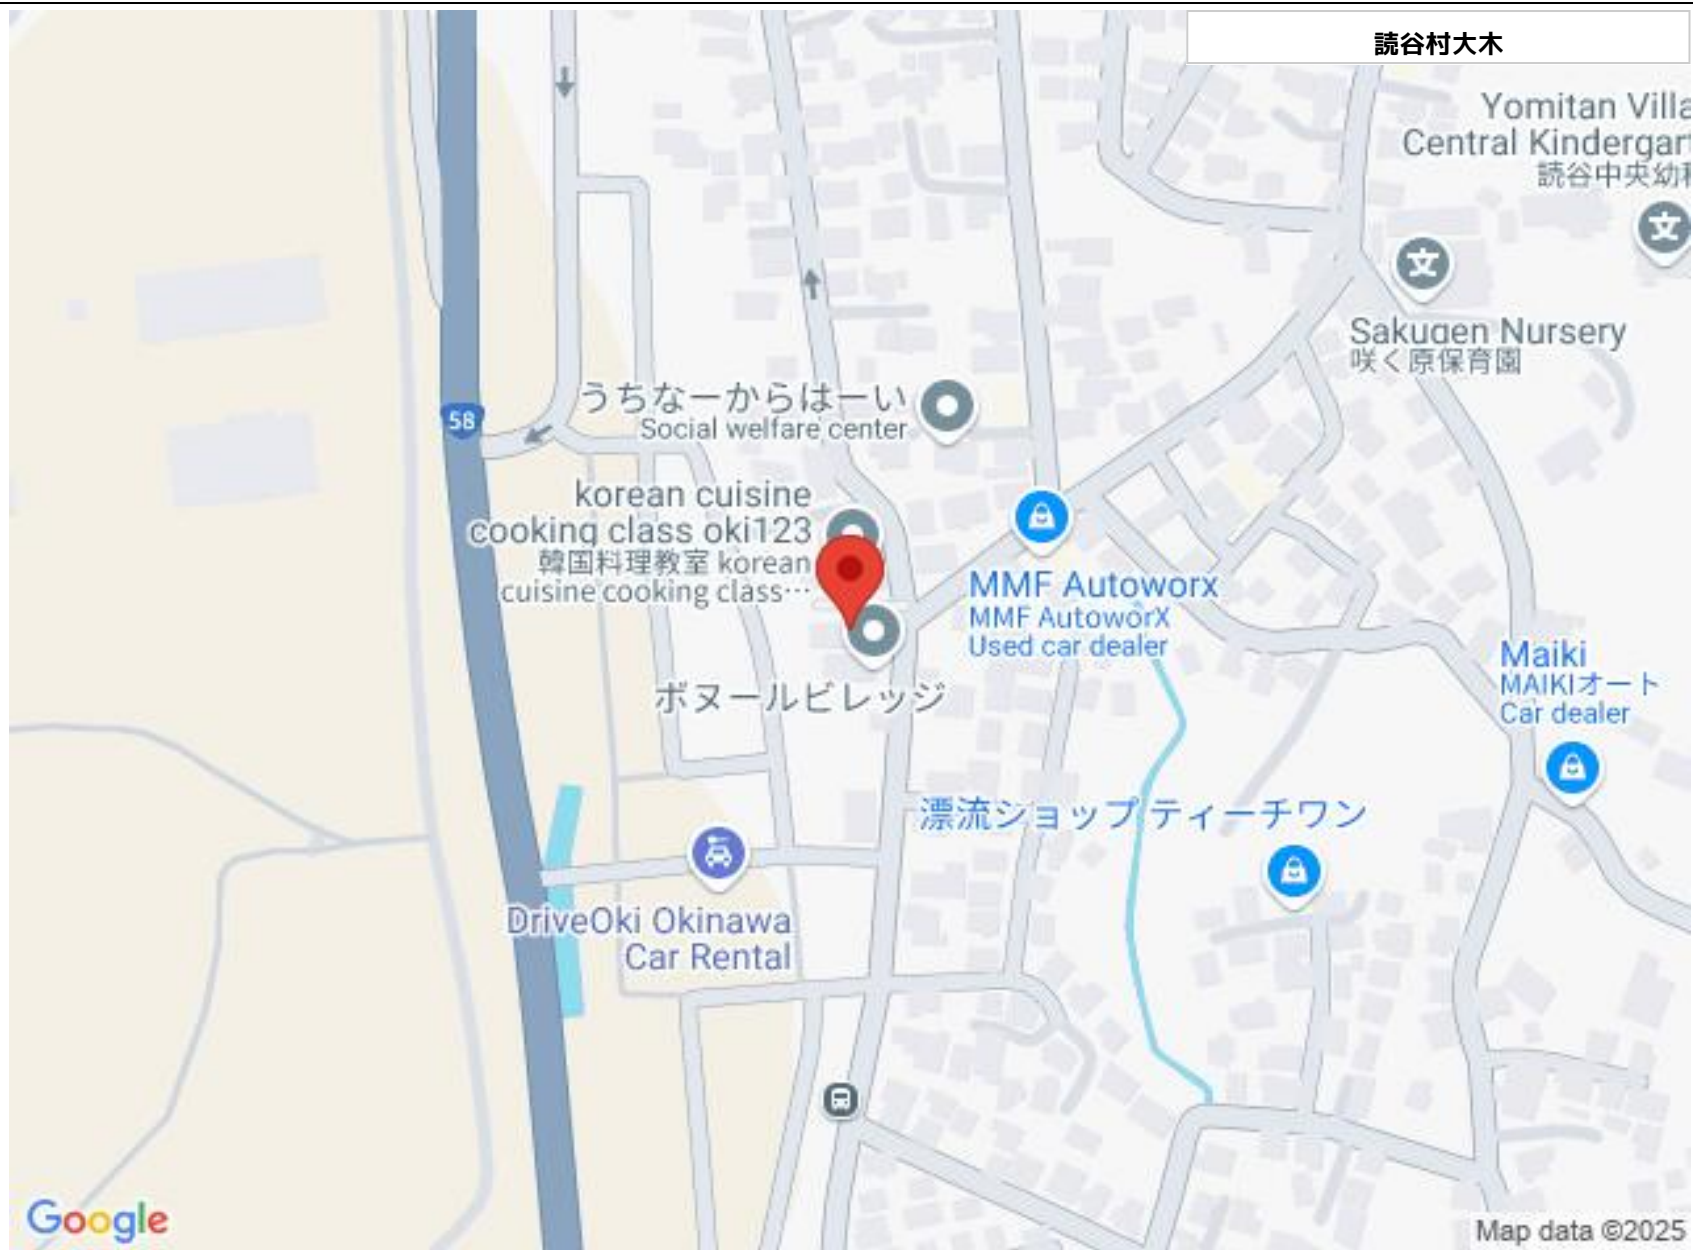 読谷村大木
Yomitan Villa
Central Kindergart
読谷中央幼稚
Sakugen Nursery
咲く原保育園
58
うちなーからはーい
Social welfare center
korean cuisine
cooking class oki123
韓国料理教室 korean
cuisine cooking class…
MMF Autoworx
MMF AutoworX
Used car dealer
ボヌールビレッジ
Maiki
MAIKIオート
Car dealer
漂流ショップ ティーチワン
DriveOki Okinawa
Car Rental
Google
Map data ©2025